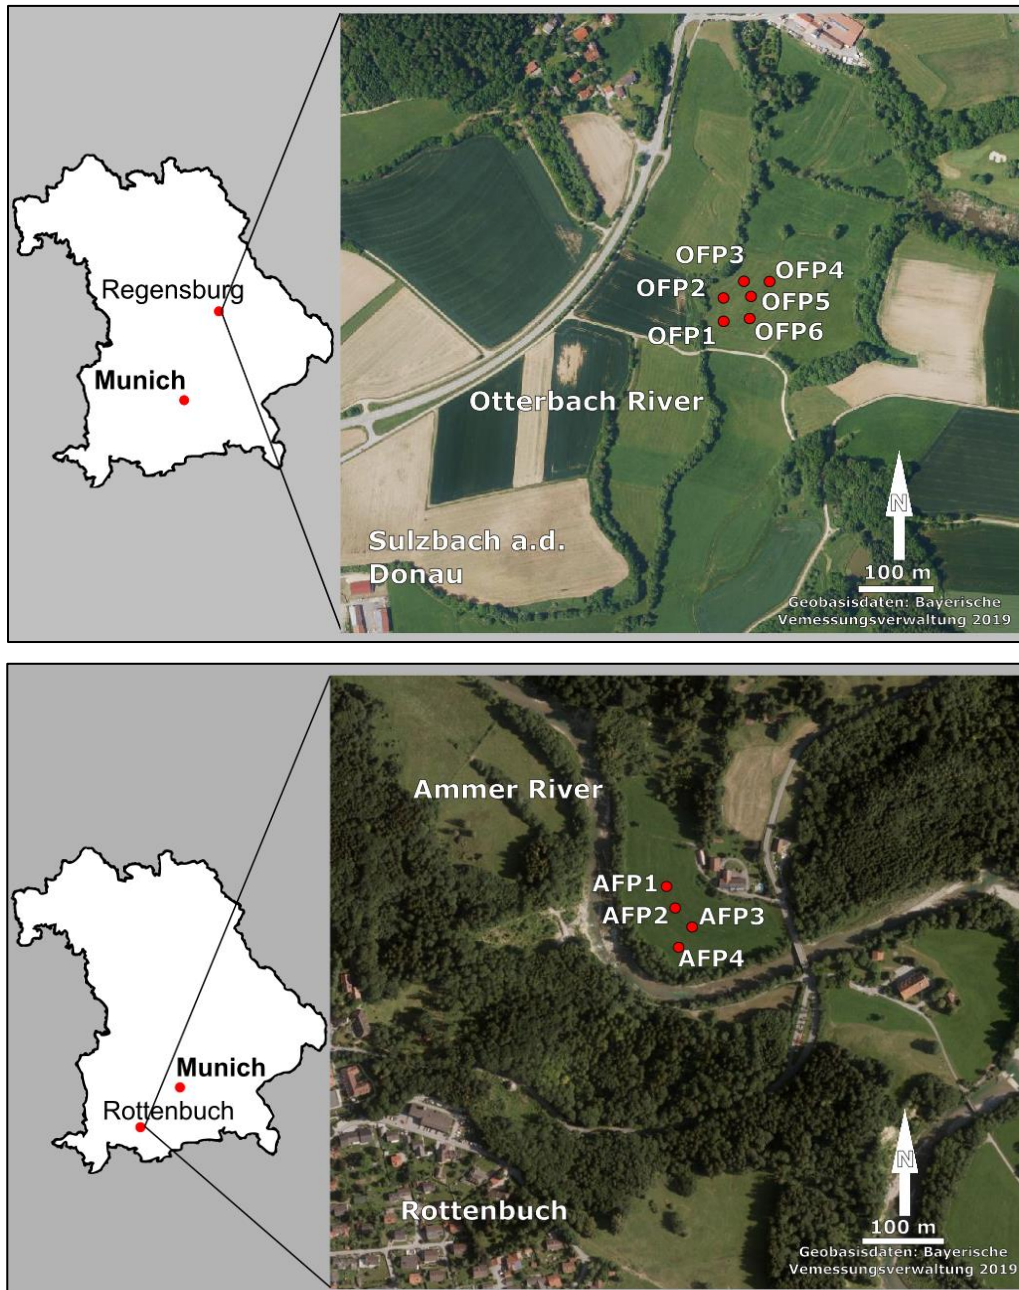 Regensburg
Munich
OFP3
OFP4
OFP2
OFP5
OFP1
OFP6
Otterbach River
Sulzbach a.d.
Donau
N
100 m
Geobasisdaten: Bayerische
Vemessungsverwaltung 2019
Ammer River
AFP1
AFP2
AFP3
AFP4
Munich
Rottenbuch
Rottenbuch
N
100 m
Geobasisdaten: Bayerische
Vemessungsverwaltung 2019